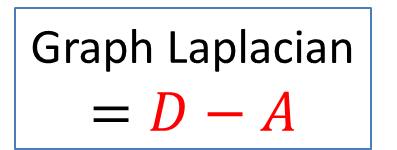 Graph Laplacian
= D − A